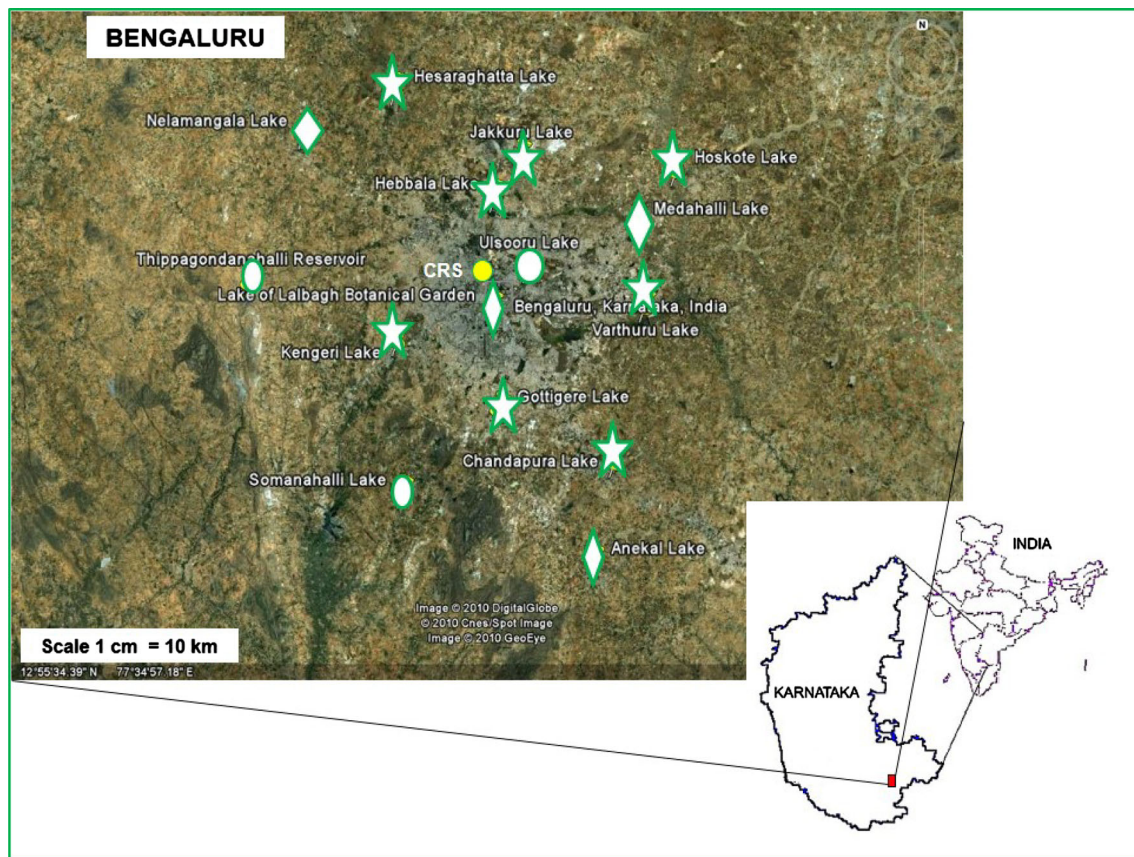 BENGALURU
N
Hesaraghatta Lake
Nelamangala Lake
Jakkuru Lake
Hoskote Lake
Hebbala Lake
Medahalli Lake
Ulsooru Lake
Thippagondanahalli Reservoir
CRS
Lake of Lalbagh Botanical Garden
Bengaluru, Karnataka, India
Varthuru Lake
Kengeri Lake
Gottigere Lake
Chandapura Lake
Somanahalli Lake
Anekal Lake
Image © 2010 DigitalGlobe
© 2010 Cnes/Spot Image
Image © 2010 GeoEye
Scale 1 cm = 10 km
12°55'34.39" N 77°34'57.18" E
INDIA
KARNATAKA